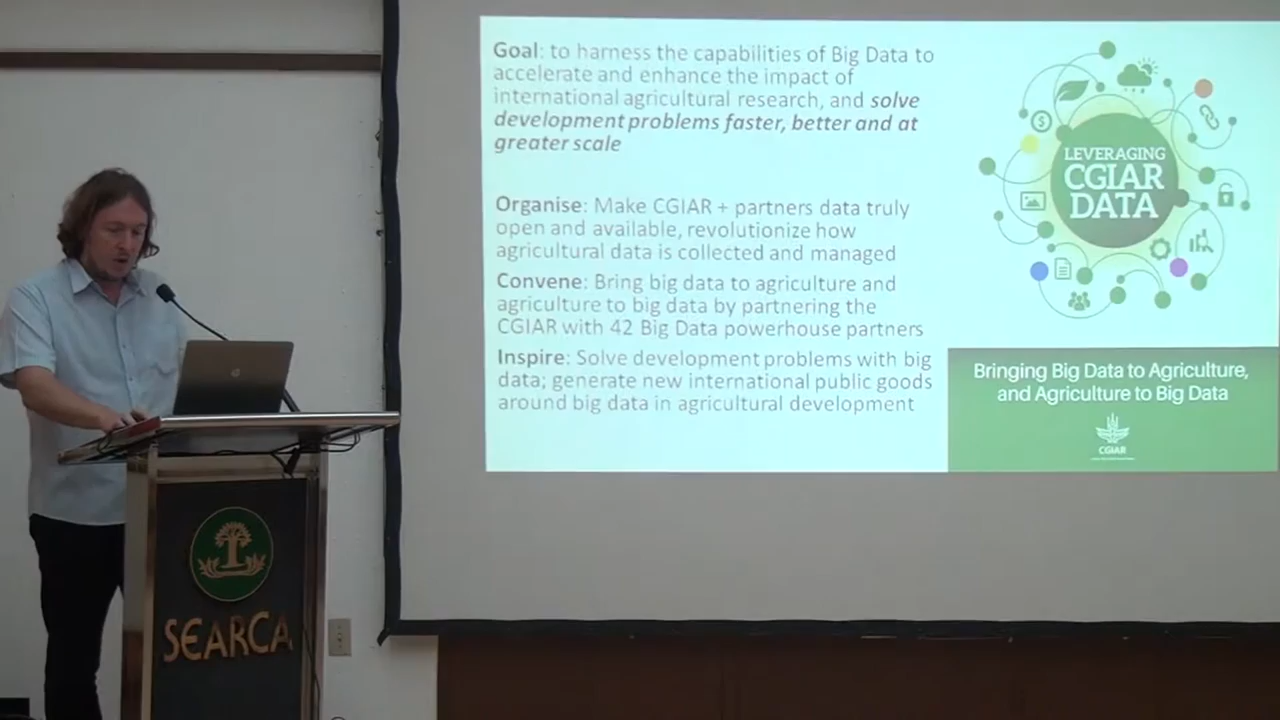 Goal: to harness the capabilities of Big Data to
accelerate and enhance the impact of
international agricultural research, and solve
development problems faster, better and at
greater scale
Organise: Make CGIAR + partners data truly
open and available, revolutionize how
agricultural data is collected and managed
Convene: Bring big data to agriculture and
agriculture to big data by partnering the
CGIAR with 42 Big Data powerhouse partners
Inspire: Solve development problems with big
data; generate new international public goods
around big data in agricultural development
LEVERAGING
CGIAR
DATA
Bringing Big Data to Agriculture,
and Agriculture to Big Data
CGIAR
SEARCA